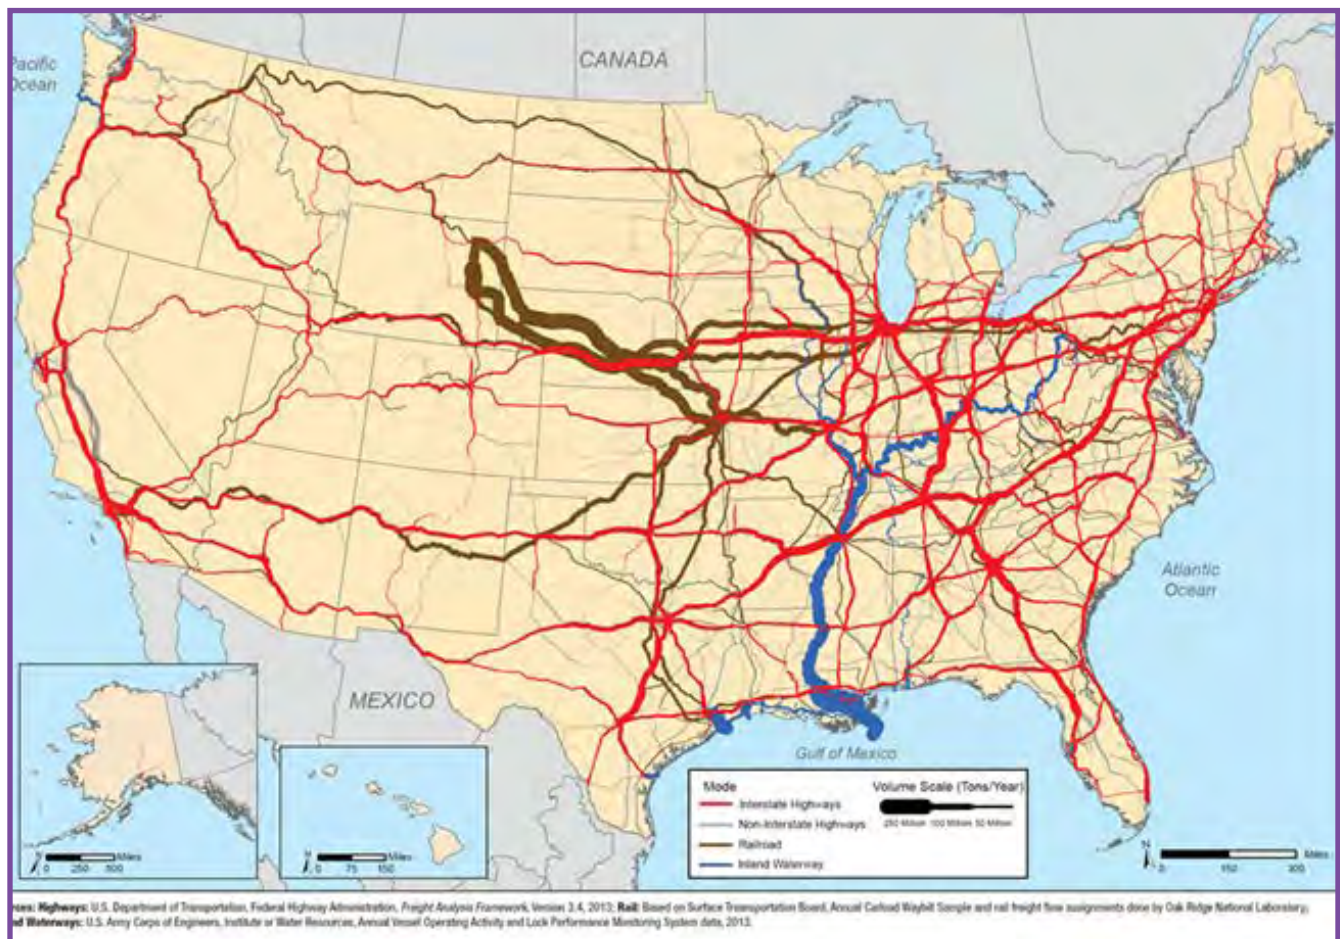 CANADA
Pacific
Ocean
Atlantic
Ocean
MEXICO
Gulf of Mexico
Mode
Interstate Highways
Non-Interstate Highways
Railroad
Inland Waterway
Volume Scale (Tons/Year)
250 Million 100 Million 50 Million
N
0 250 500 Miles
N
0 75 150 Miles
N
0 150 300 Miles
Highways: U.S. Department of Transportation, Federal Highway Administration, Freight Analysis Framework, Version 3.4, 2013; Rail: Based on Surface Transportation Board, Annual Carload Waybill Sample and rail freight flow assignments done by Oak Ridge National Laboratory;
Waterways: U.S. Army Corps of Engineers, Institute or Water Resources, Annual Vessel Operating Activity and Lock Performance Monitoring System data, 2013.